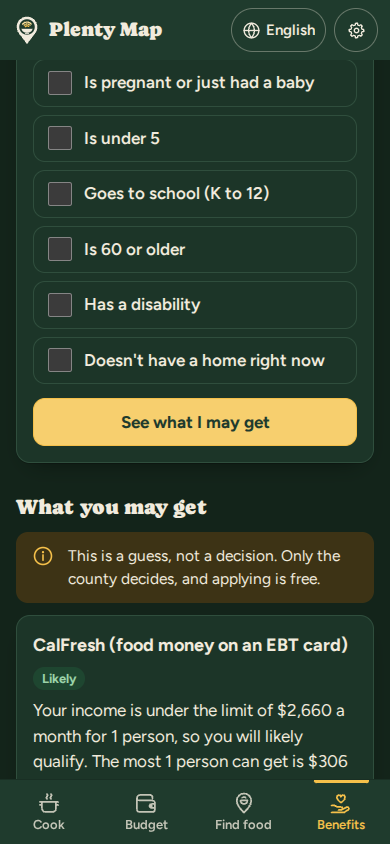 Plenty Map
English
Is pregnant or just had a baby
Is under 5
Goes to school (K to 12)
Is 60 or older
Has a disability
Doesn't have a home right now
See what I may get
What you may get
This is a guess, not a decision. Only the
county decides, and applying is free.
CalFresh (food money on an EBT card)
Likely
Your income is under the limit of $2,660 a
month for 1 person, so you will likely
qualify. The most 1 person can get is $306
Cook
Budget
Find food
Benefits